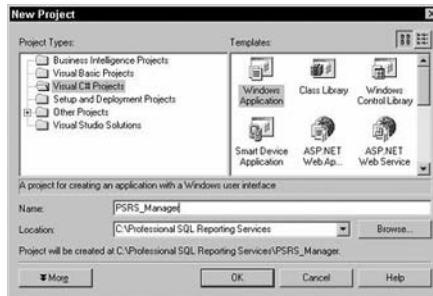 New Project
Project Types:
Templates:
Business Intelligence Projects
Visual Basic Projects
Visual C# Projects
Setup and Deployment Projects
Other Projects
Visual Studio Solutions
Windows Application
Class Library
Windows Control Library
Smart Device Application
ASP.NET Web Ap...
ASP.NET Web Service
A project for creating an application with a Windows user interface
Name:
PSRS_Manager
Location:
C:\Professional SQL Reporting Services
Browse...
Project will be created at C:\Professional SQL Reporting Services\PSRS_Manager.
More
OK
Cancel
Help